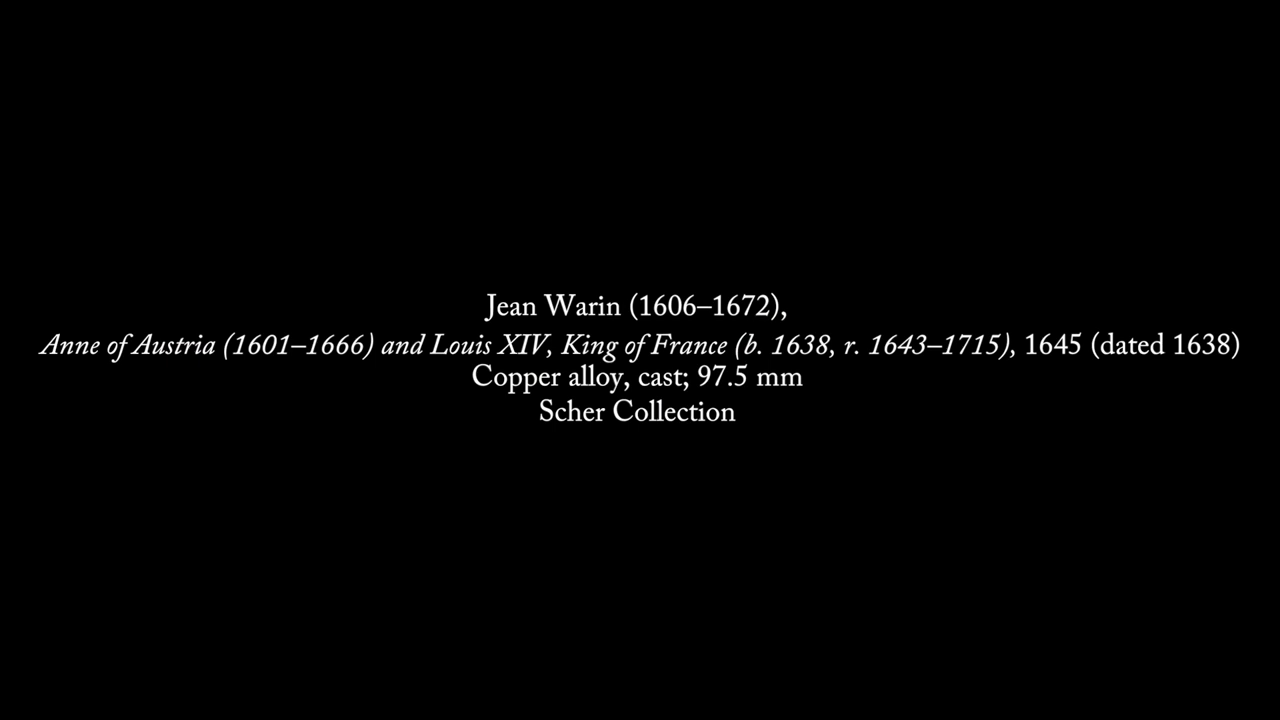 Jean Warin (1606–1672),
Anne of Austria (1601–1666) and Louis XIV, King of France (b. 1638, r. 1643–1715), 1645 (dated 1638)
Copper alloy, cast; 97.5 mm
Scher Collection